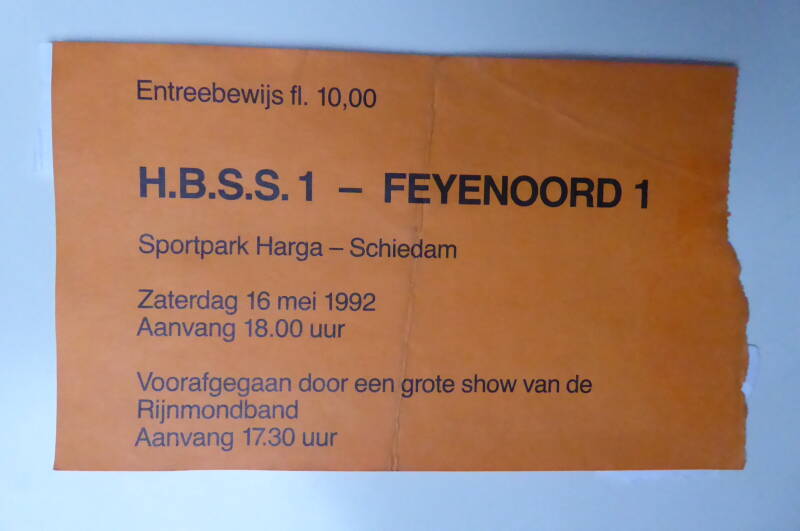 Entreebewijs fl. 10,00
H.B.S.S. 1 – FEYENOORD 1
Sportpark Harga – Schiedam
Zaterdag 16 mei 1992
Aanvang 18.00 uur
Voorafgegaan door een grote show van de
Rijnmondband
Aanvang 17.30 uur